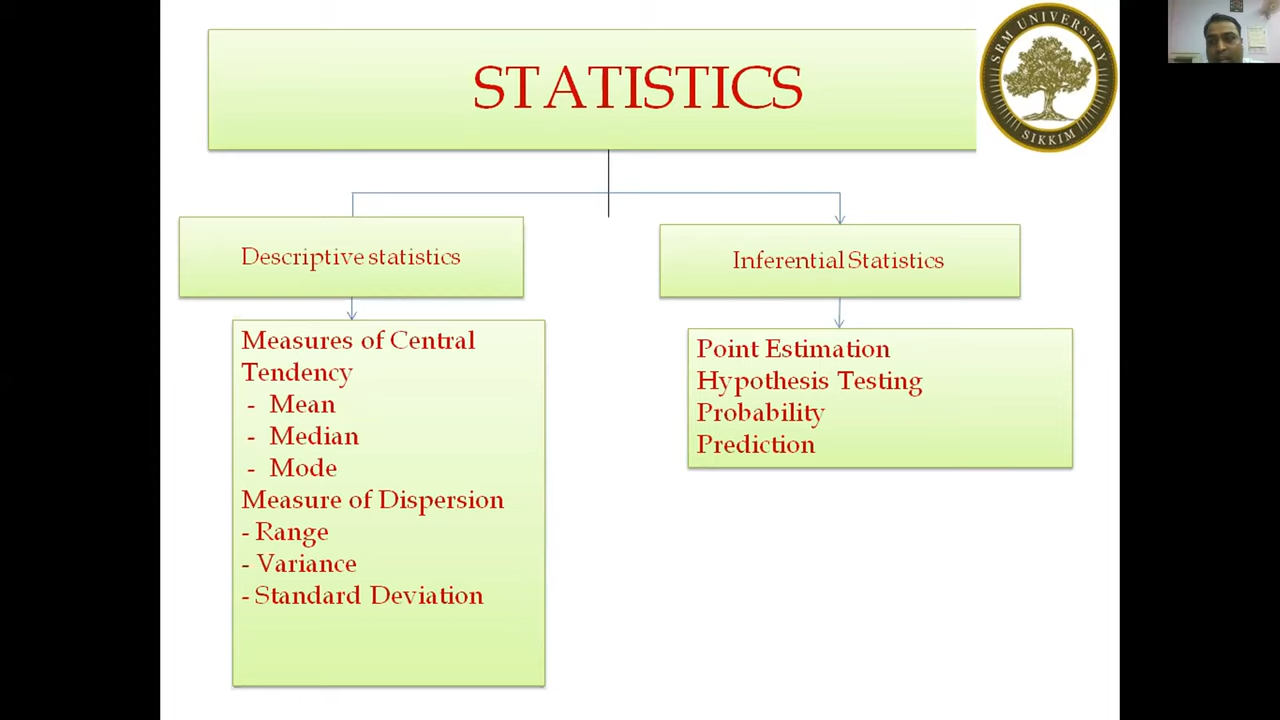 STATISTICS
SRM UNIVERSITY
SIKKIM
Descriptive statistics
Inferential Statistics
Measures of Central
Tendency
- Mean
- Median
- Mode
Measure of Dispersion
- Range
- Variance
- Standard Deviation
Point Estimation
Hypothesis Testing
Probability
Prediction